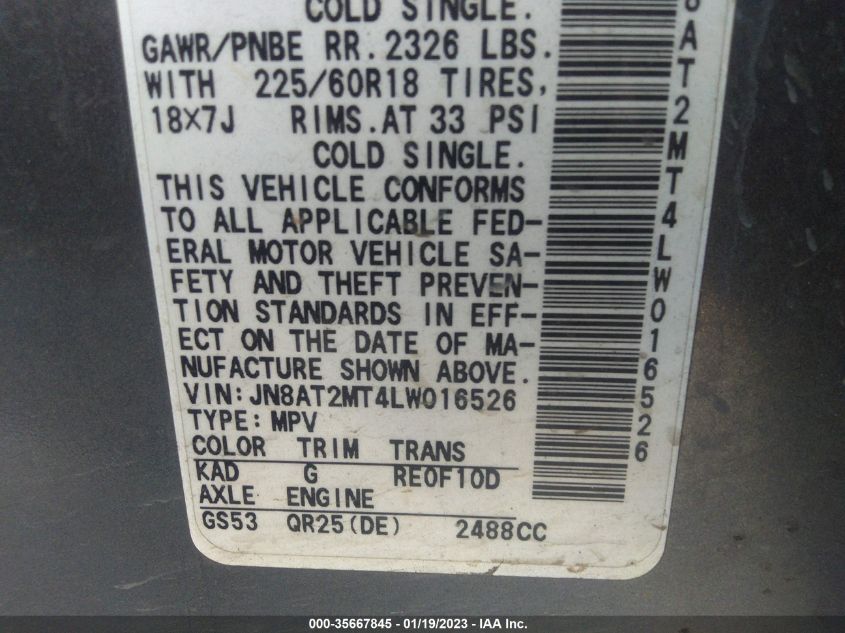 COLD SINGLE.
GAWR/PNBE RR.2326 LBS.
WITH 225/60R18 TIRES,
18×7J RIMS.AT 33 PSI
COLD SINGLE.
THIS VEHICLE CONFORMS
TO ALL APPLICABLE FED-
ERAL MOTOR VEHICLE SA-
FETY AND THEFT PREVEN-
TION STANDARDS IN EFF-
ECT ON THE DATE OF MA-
NUFACTURE SHOWN ABOVE.
VIN:JN8AT2MT4LW016526
TYPE:MPV
COLOR TRIM TRANS
KAD G RE0F10D
AXLE ENGINE
GS53 QR25(DE) 2488CC
8AT2MT4LW016526
000-35667845 - 01/19/2023 - IAA Inc.